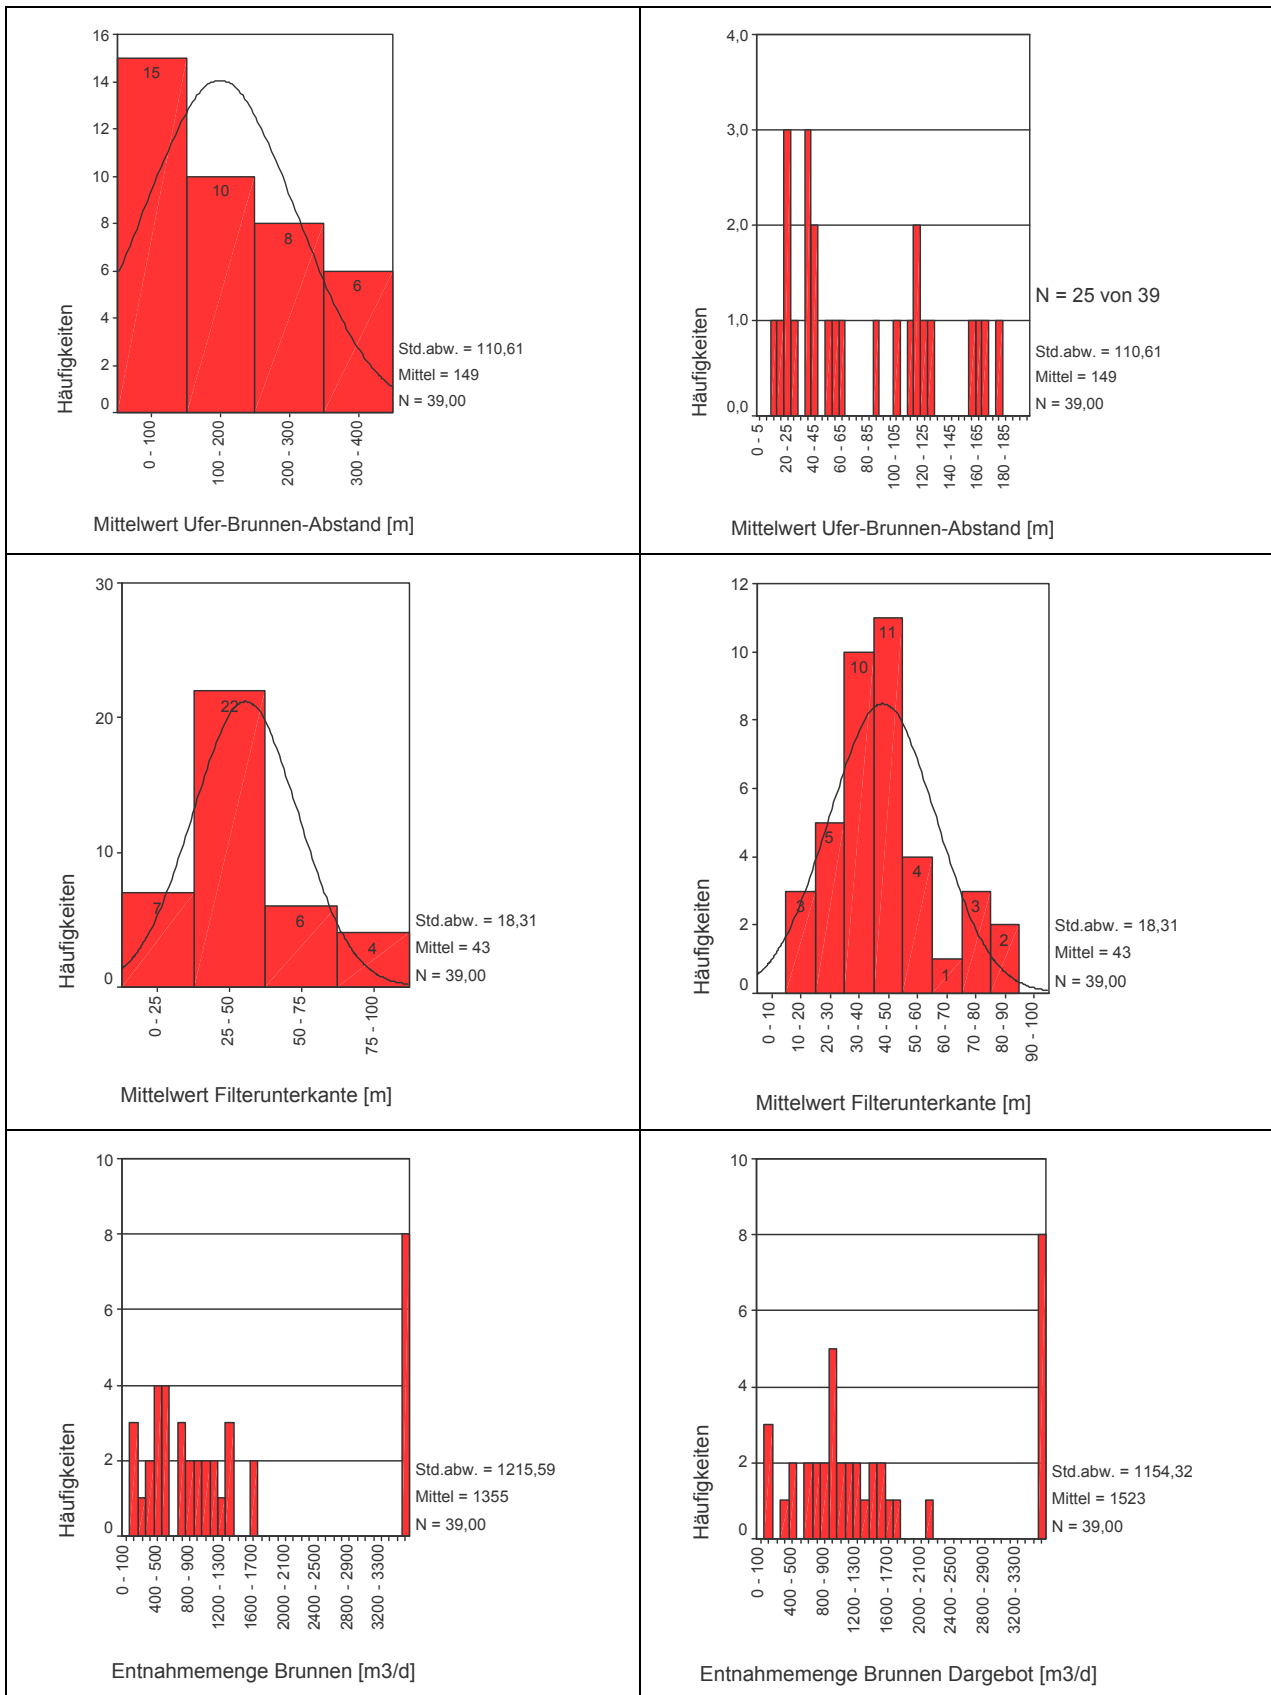 16
14
12
10
8
6
4
2
0
Häufigkeiten
15
10
8
6
Std.abw. = 110,61
Mittel = 149
N = 39,00
0 - 100
100 - 200
200 - 300
300 - 400
Mittelwert Ufer-Brunnen-Abstand [m]
4,0
3,0
2,0
1,0
0,0
Häufigkeiten
N = 25 von 39
Std.abw. = 110,61
Mittel = 149
N = 39,00
0 - 5
20 - 25
40 - 45
60 - 65
80 - 85
100 - 105
120 - 125
140 - 145
160 - 165
180 - 185
Mittelwert Ufer-Brunnen-Abstand [m]
30
20
10
0
Häufigkeiten
7
22
6
4
Std.abw. = 18,31
Mittel = 43
N = 39,00
0 - 25
25 - 50
50 - 75
75 - 100
Mittelwert Filterunterkante [m]
12
10
8
6
4
2
0
Häufigkeiten
3
5
10
11
4
1
3
2
Std.abw. = 18,31
Mittel = 43
N = 39,00
0 - 10
10 - 20
20 - 30
30 - 40
40 - 50
50 - 60
60 - 70
70 - 80
80 - 90
90 - 100
Mittelwert Filterunterkante [m]
10
8
6
4
2
0
Häufigkeiten
Std.abw. = 1215,59
Mittel = 1355
N = 39,00
0 - 100
400 - 500
800 - 900
1200 - 1300
1600 - 1700
2000 - 2100
2400 - 2500
2800 - 2900
3200 - 3300
Entnahmemenge Brunnen [m3/d]
10
8
6
4
2
0
Häufigkeiten
Std.abw. = 1154,32
Mittel = 1523
N = 39,00
0 - 100
400 - 500
800 - 900
1200 - 1300
1600 - 1700
2000 - 2100
2400 - 2500
2800 - 2900
3200 - 3300
Entnahmemenge Brunnen Dargebot [m3/d]